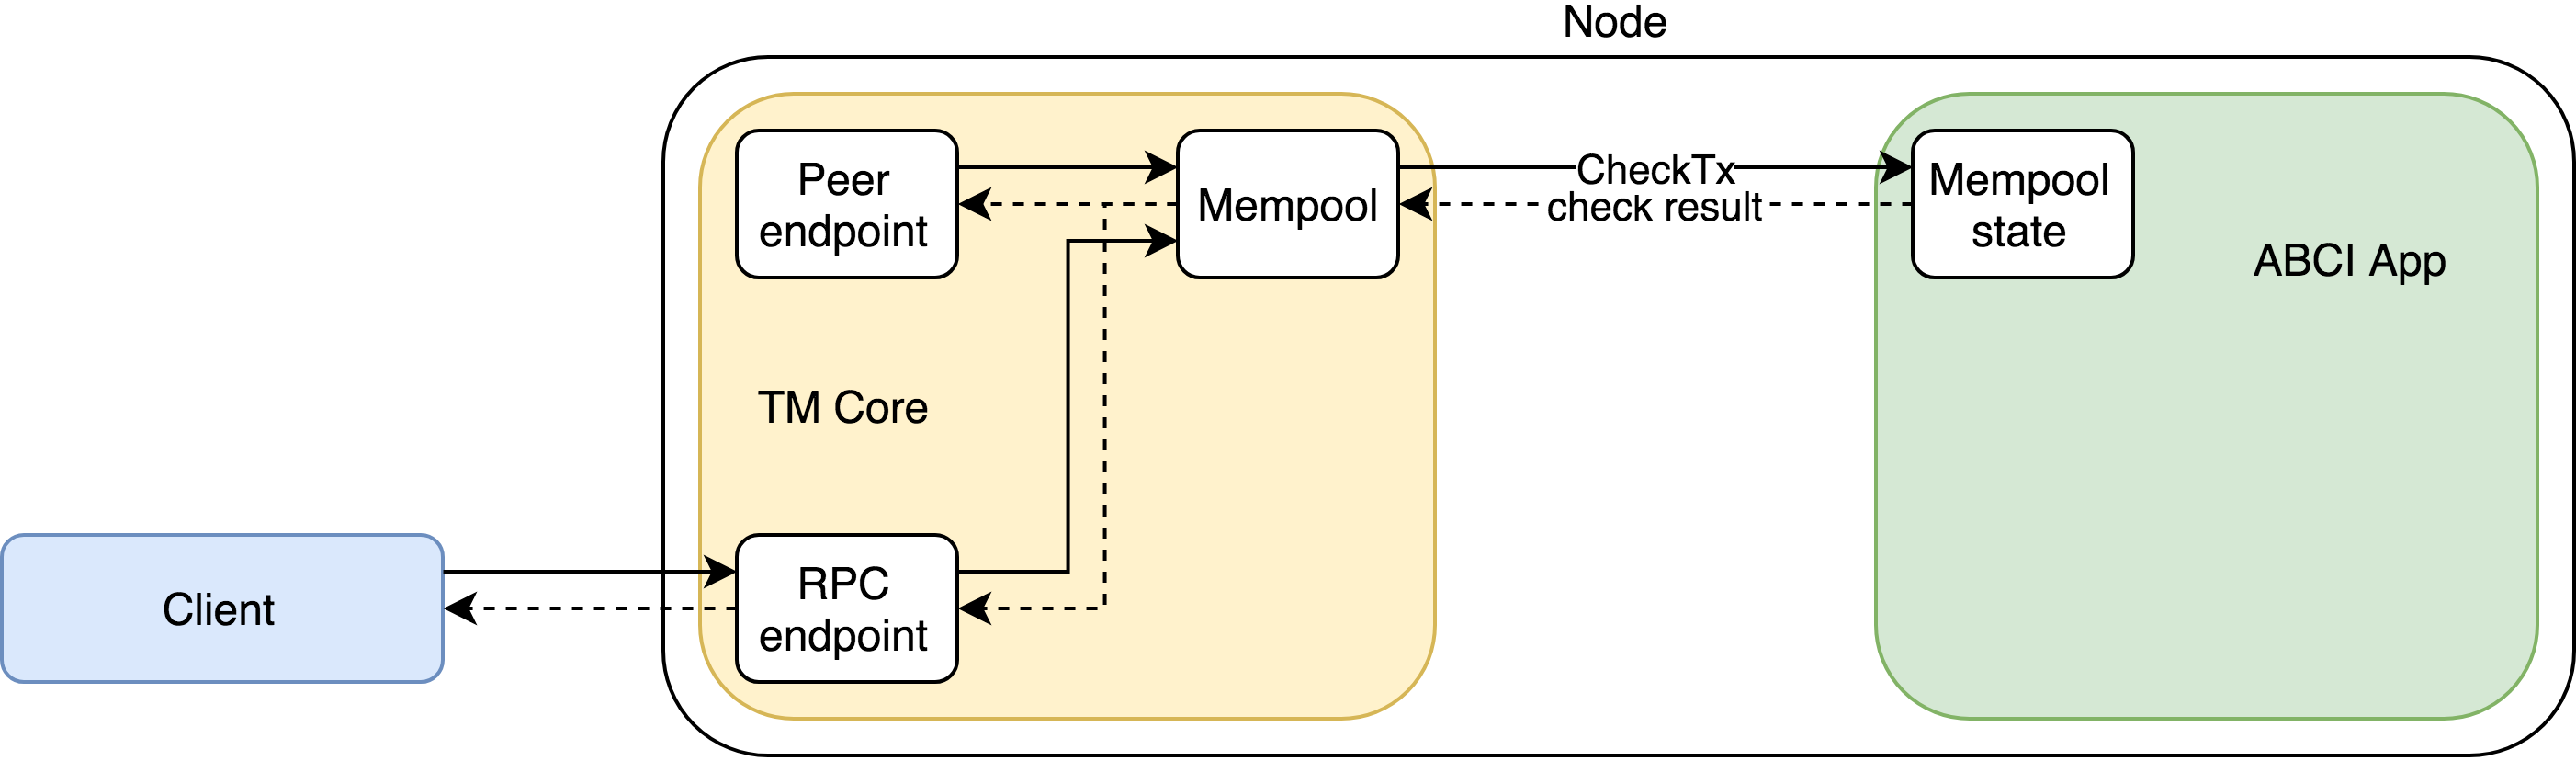 Node
Peer
endpoint
Mempool
CheckTx
check result
Mempool
state
ABCI App
TM Core
Client
RPC
endpoint